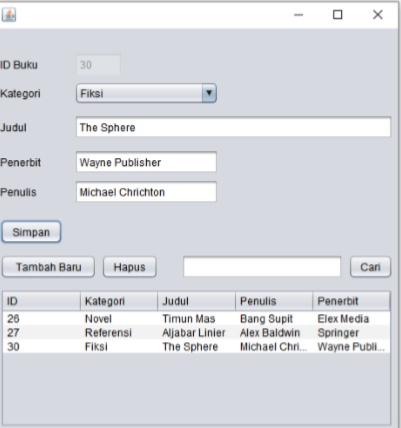 ID Buku 30
Kategori Fiksi
Judul The Sphere
Penerbit Wayne Publisher
Penulis Michael Chrichton
Simpan
Tambah Baru Hapus Cari
ID Kategori Judul Penulis Penerbit
26 Novel Timun Mas Bang Supit Elex Media
27 Referensi Aljabar Linier Alex Baldwin Springer
30 Fiksi The Sphere Michael Chri... Wayne Publi...